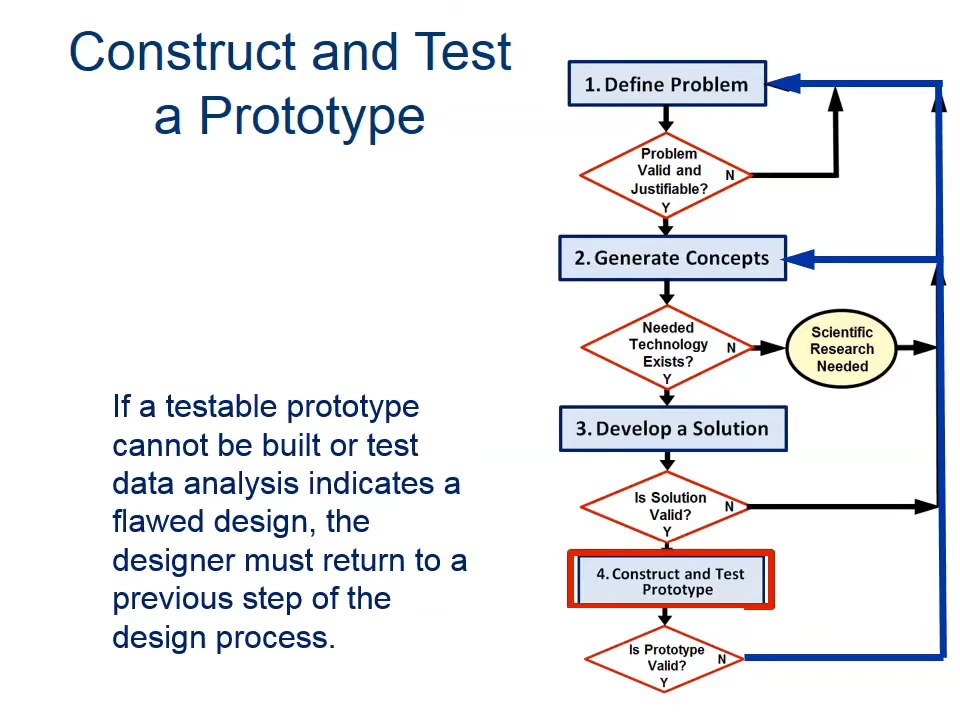 Construct and Test
a Prototype
If a testable prototype
cannot be built or test
data analysis indicates a
flawed design, the
designer must return to a
previous step of the
design process.
1. Define Problem
Problem
Valid and
Justifiable?
N
Y
2. Generate Concepts
Needed
Technology
Exists?
N
Y
Scientific
Research
Needed
3. Develop a Solution
Is Solution
Valid?
N
Y
4. Construct and Test
Prototype
Is Prototype
Valid?
N
Y